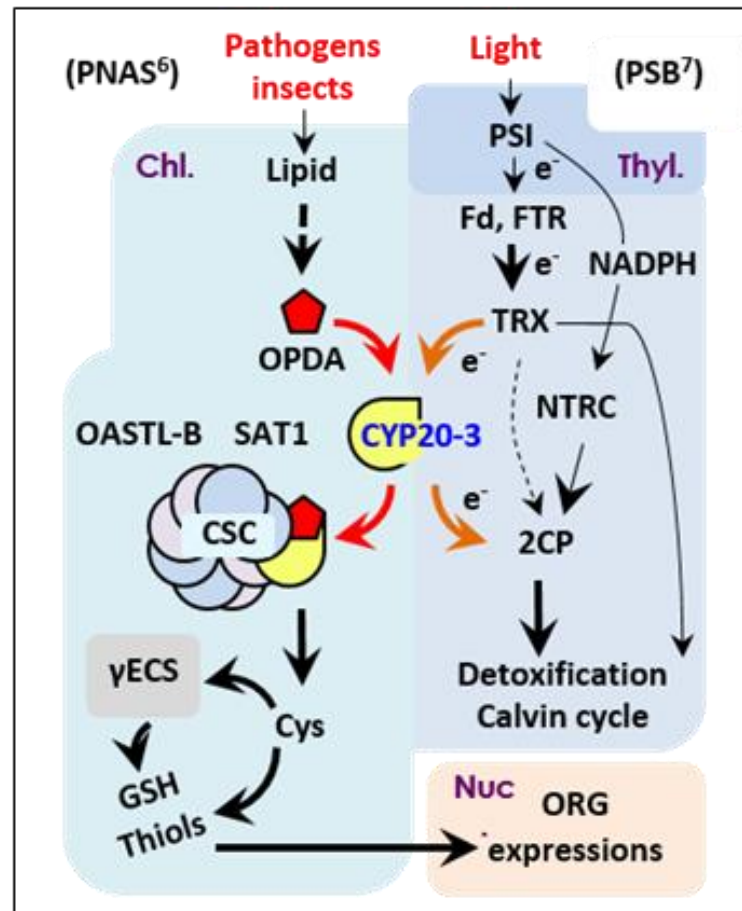 (PNAS⁶)
Pathogens
insects
Light
(PSB⁷)
Chl.
Lipid
PSI
Thyl.
e⁻
Fd, FTR
e⁻
NADPH
OPDA
TRX
e⁻
NTRC
OASTL-B SAT1
CYP20-3
CSC
e⁻
2CP
γECS
Cys
Detoxification
Calvin cycle
GSH
Thiols
Nuc
ORG
expressions